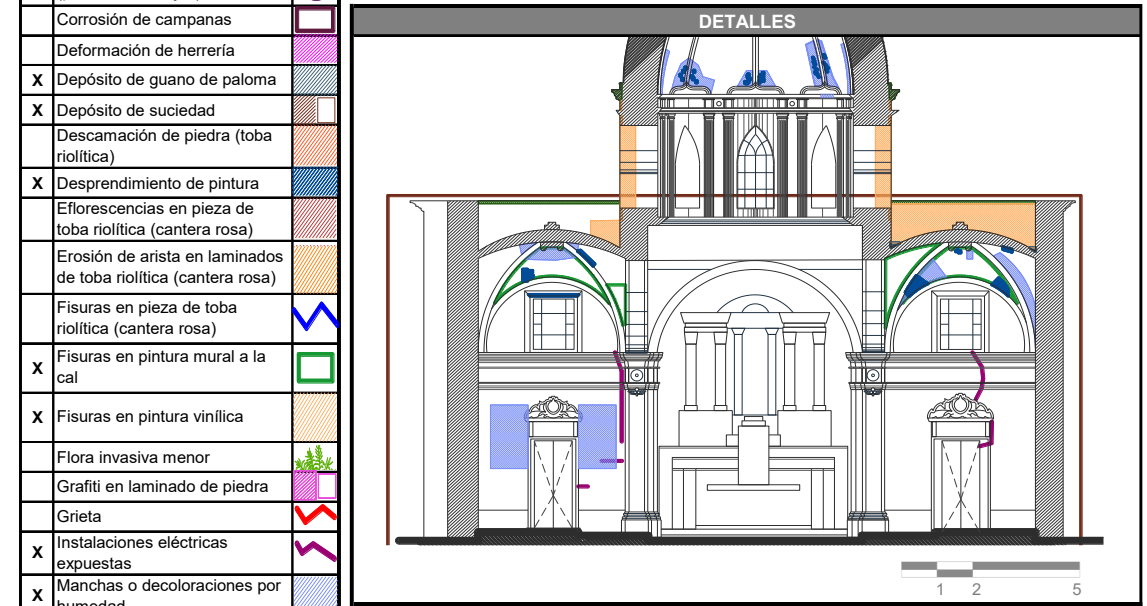 Corrosión de campanas
Deformación de herrería
X Depósito de guano de paloma
X Depósito de suciedad
Descamación de piedra (toba
riolítica)
X Desprendimiento de pintura
Eflorescencias en pieza de
toba riolítica (cantera rosa)
Erosión de arista en laminados
de toba riolítica (cantera rosa)
Fisuras en pieza de toba
riolítica (cantera rosa)
X Fisuras en pintura mural a la
cal
X Fisuras en pintura vinílica
Flora invasiva menor
Grafiti en laminado de piedra
Grieta
X Instalaciones eléctricas
expuestas
X Manchas o decoloraciones por
humedad
DETALLES
1 2 5